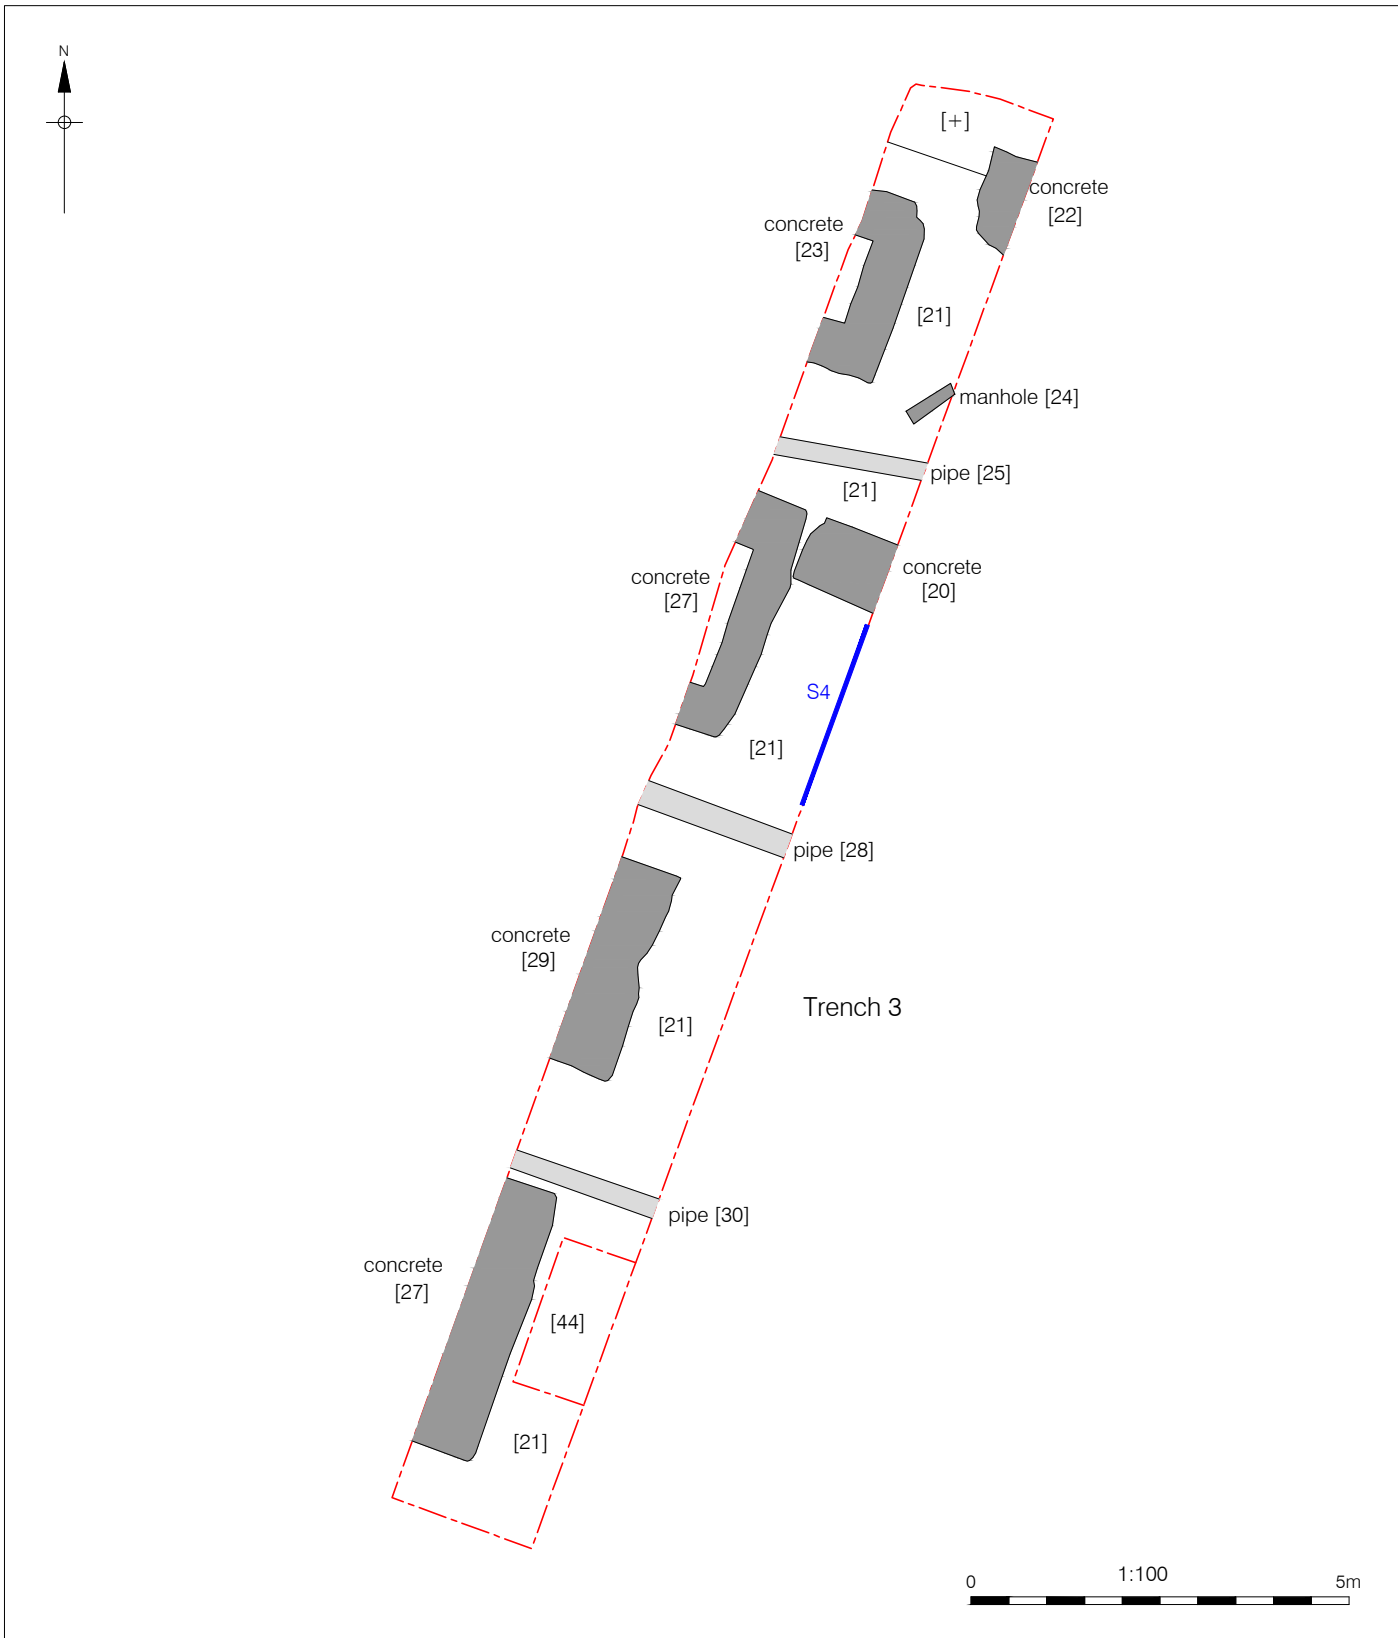 N
[+]
concrete
[22]
concrete
[23]
[21]
manhole [24]
pipe [25]
[21]
concrete
[20]
concrete
[27]
S4
[21]
pipe [28]
concrete
[29]
Trench 3
[21]
pipe [30]
concrete
[27]
[44]
[21]
0 1:100 5m